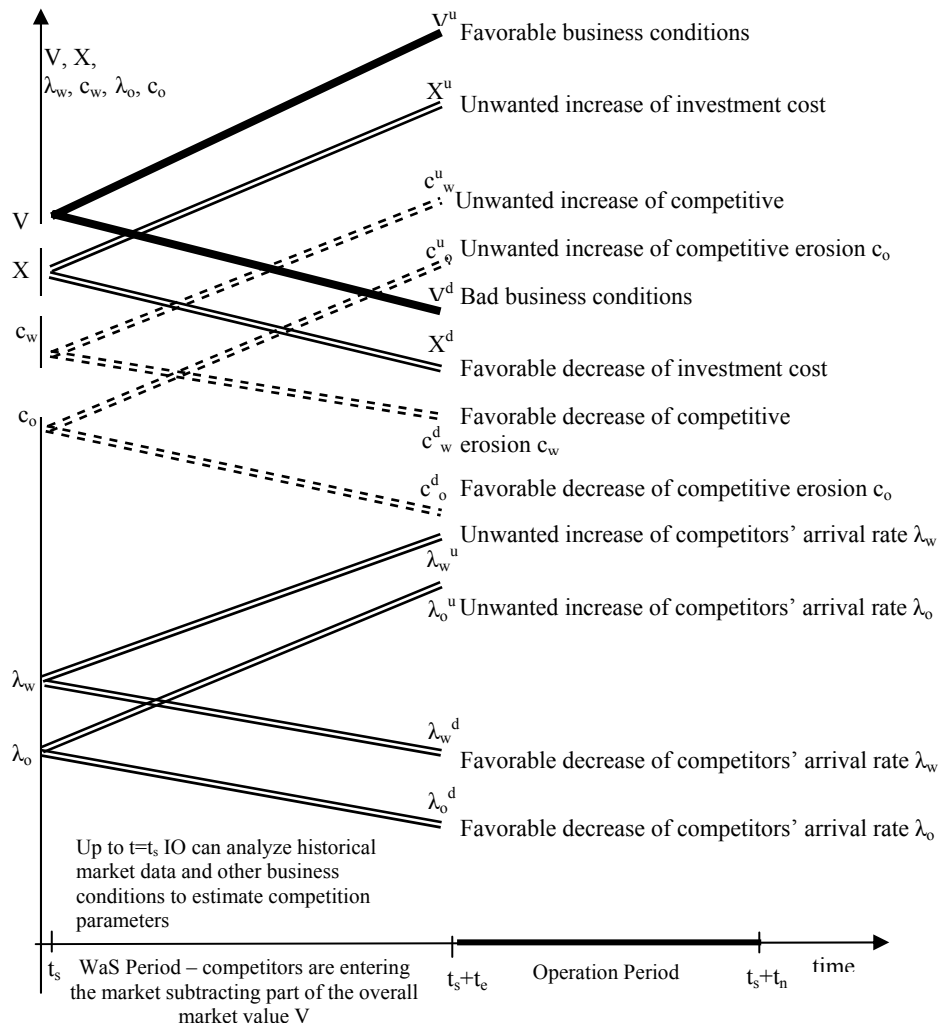 V, X,
λw, cw, λo, co
Vᵘ Favorable business conditions
Xᵘ Unwanted increase of investment cost
cᵘw Unwanted increase of competitive
V
cᵘo Unwanted increase of competitive erosion co
X
Vᵈ Bad business conditions
cw
Xᵈ
Favorable decrease of investment cost
co
Favorable decrease of competitive
cᵈw erosion cw
cᵈo Favorable decrease of competitive erosion co
Unwanted increase of competitors’ arrival rate λw
λwᵘ
λoᵘ Unwanted increase of competitors’ arrival rate λo
λw
λwᵈ
λo
Favorable decrease of competitors’ arrival rate λw
λoᵈ
Favorable decrease of competitors’ arrival rate λo
Up to t=ts IO can analyze historical
market data and other business
conditions to estimate competition
parameters
ts
WaS Period – competitors are entering
the market subtracting part of the overall
market value V
ts+te
Operation Period
ts+tn
time